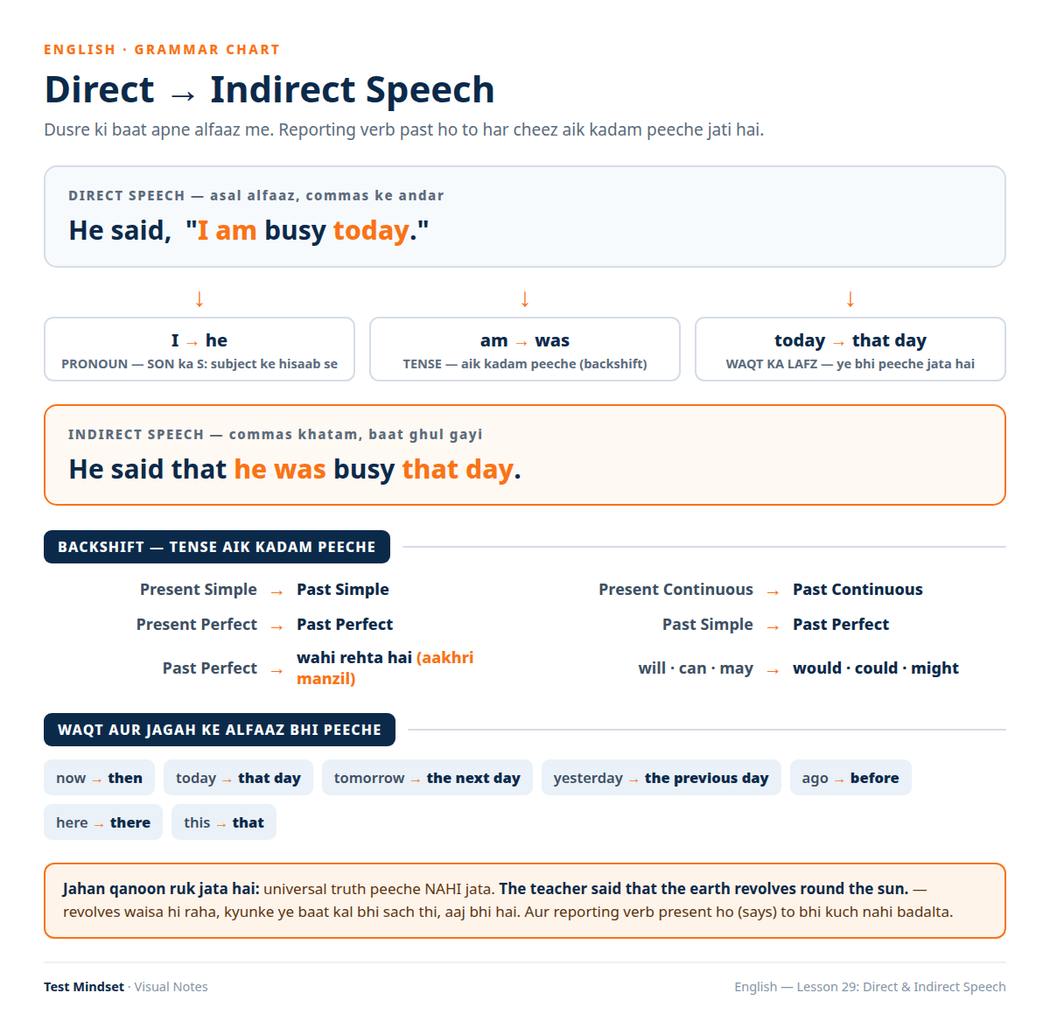 ENGLISH · GRAMMAR CHART
Direct → Indirect Speech
Dusre ki baat apne alfaaz me. Reporting verb past ho to har cheez aik kadam peeche jati hai.
DIRECT SPEECH — asal alfaaz, commas ke andar
He said, "I am busy today."
↓ ↓ ↓
I → he
PRONOUN — SON ka S: subject ke hisaab se
am → was
TENSE — aik kadam peeche (backshift)
today → that day
WAQT KA LAFZ — ye bhi peeche jata hai
INDIRECT SPEECH — commas khatam, baat ghul gayi
He said that he was busy that day.
BACKSHIFT — TENSE AIK KADAM PEECHE
Present Simple → Past Simple
Present Continuous → Past Continuous
Present Perfect → Past Perfect
Past Simple → Past Perfect
Past Perfect → wahi rehta hai (aakhri
manzil)
will · can · may → would · could · might
WAQT AUR JAGAH KE ALFAAZ BHI PEECHE
now → then today → that day tomorrow → the next day yesterday → the previous day ago → before
here → there this → that
Jahan qanoon ruk jata hai: universal truth peeche NAHI jata. The teacher said that the earth revolves round the sun. —
revolves waisa hi raha, kyunke ye baat kal bhi sach thi, aaj bhi hai. Aur reporting verb present ho (says) to bhi kuch nahi badalta.
Test Mindset · Visual Notes
English — Lesson 29: Direct & Indirect Speech